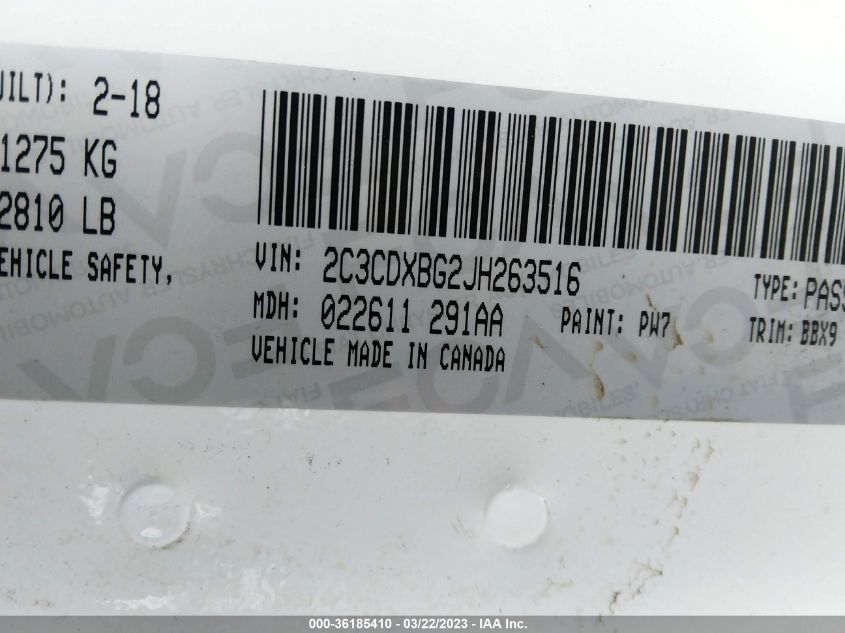 UILT): 2-18
1275 KG
2810 LB
EHICLE SAFETY,
VIN: 2C3CDXBG2JH263516
TYPE: PASS
MDH: 022611 291AA
PAINT: PW7
TRIM: BBX9
VEHICLE MADE IN CANADA
000-36185410 - 03/22/2023 - IAA Inc.